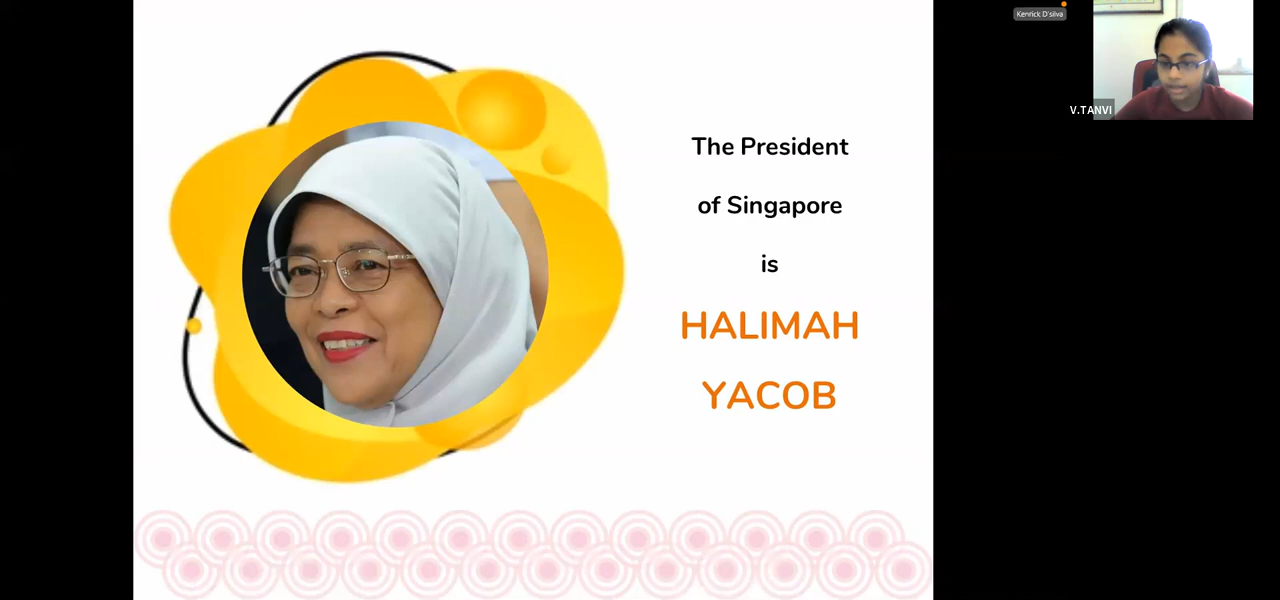 Kenrick D'silva
V.TANVI
The President
of Singapore
is
HALIMAH
YACOB